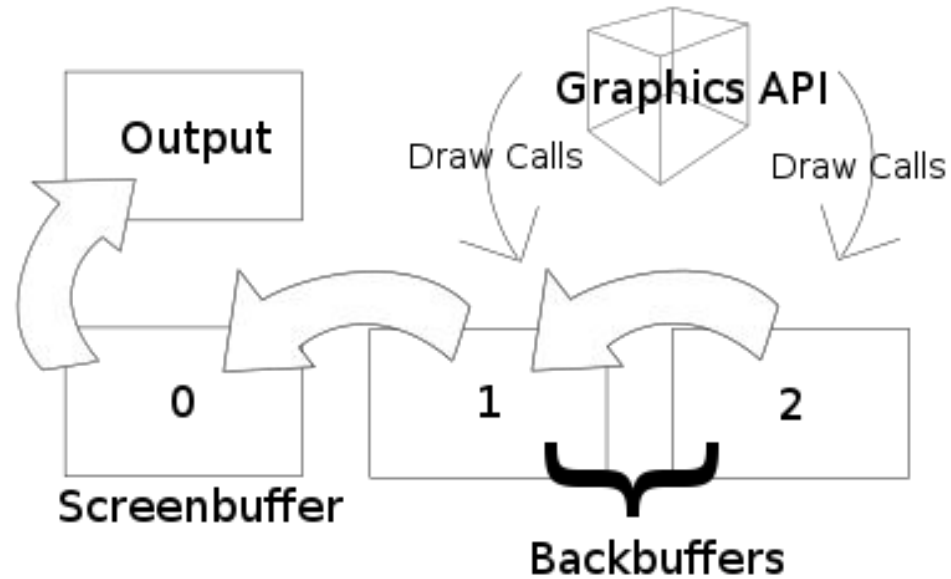 Graphics API
Output
Draw Calls
Draw Calls
0
1
2
Screenbuffer
Backbuffers